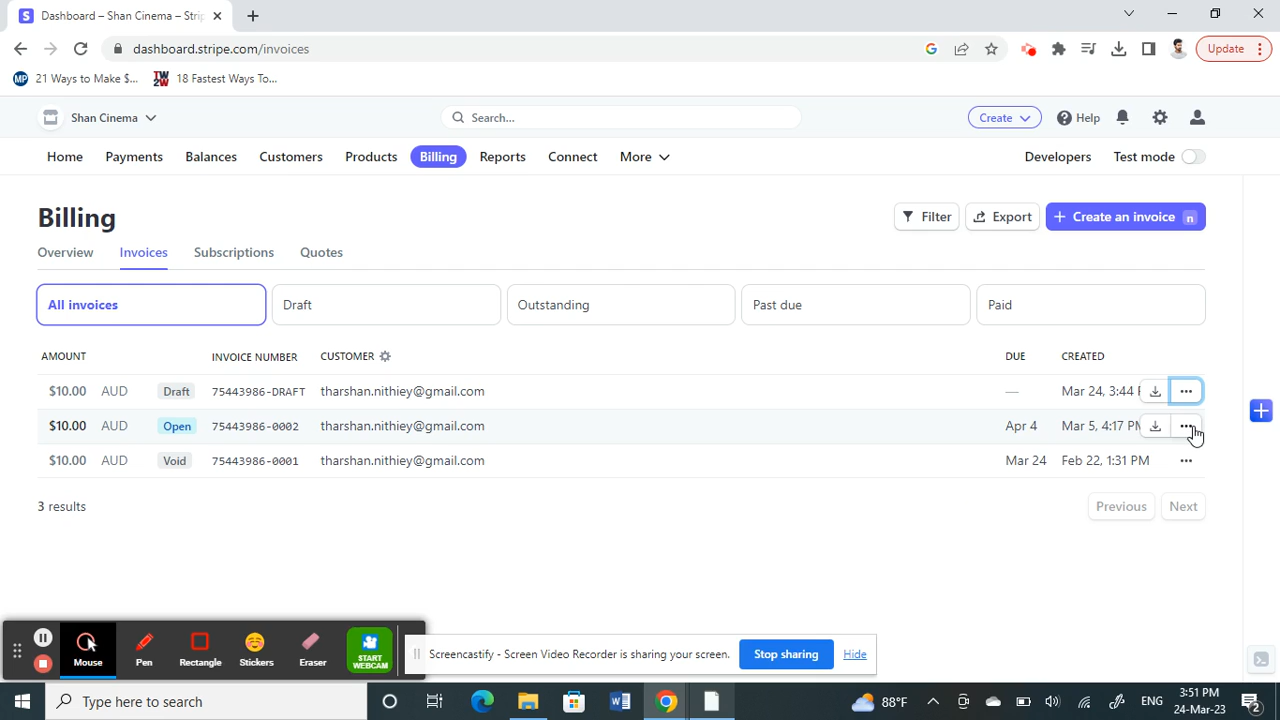 Dashboard – Shan Cinema – Stri
dashboard.stripe.com/invoices
Update
MP 21 Ways to Make $...
TW 2W 18 Fastest Ways To...
Shan Cinema
Search...
Create
Help
Home Payments Balances Customers Products Billing Reports Connect More
Developers Test mode
Billing
Filter Export Create an invoice n
Overview Invoices Subscriptions Quotes
All invoices Draft Outstanding Past due Paid
AMOUNT INVOICE NUMBER CUSTOMER DUE CREATED
$10.00 AUD Draft 75443986-DRAFT tharshan.nithiey@gmail.com — Mar 24, 3:44
$10.00 AUD Open 75443986-0002 tharshan.nithiey@gmail.com Apr 4 Mar 5, 4:17 PM
$10.00 AUD Void 75443986-0001 tharshan.nithiey@gmail.com Mar 24 Feb 22, 1:31 PM
3 results
Previous Next
Mouse Pen Rectangle Stickers Eraser START WEBCAM
Screencastify - Screen Video Recorder is sharing your screen. Stop sharing Hide
Type here to search
88°F
ENG
3:51 PM
24-Mar-23
2